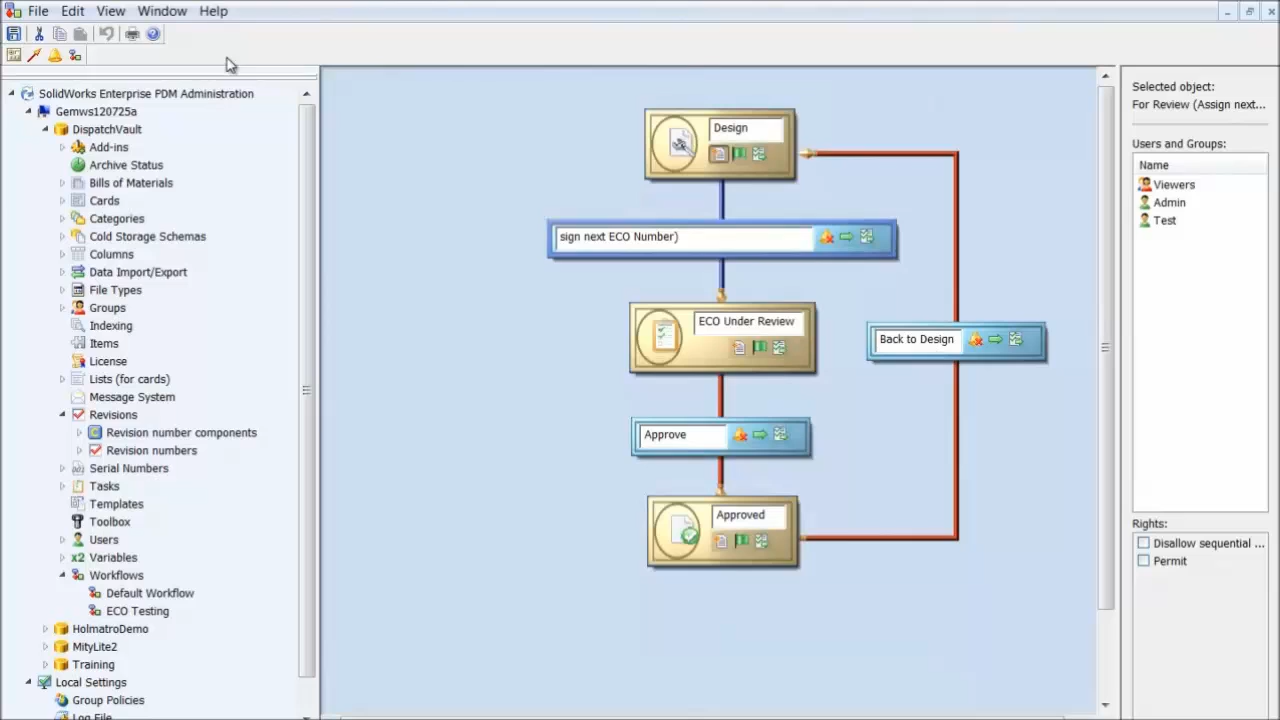 File Edit View Window Help
SolidWorks Enterprise PDM Administration
Gemws120725a
DispatchVault
Add-ins
Archive Status
Bills of Materials
Cards
Categories
Cold Storage Schemas
Columns
Data Import/Export
File Types
Groups
Indexing
Items
License
Lists (for cards)
Message System
Revisions
Revision number components
Revision numbers
Serial Numbers
Tasks
Templates
Toolbox
Users
x2 Variables
Workflows
Default Workflow
ECO Testing
HolmatroDemo
MityLite2
Training
Local Settings
Group Policies
Log File
Design
sign next ECO Number)
ECO Under Review
Back to Design
Approve
Approved
Selected object:
For Review (Assign next...
Users and Groups:
Name
Viewers
Admin
Test
Rights:
Disallow sequential ...
Permit